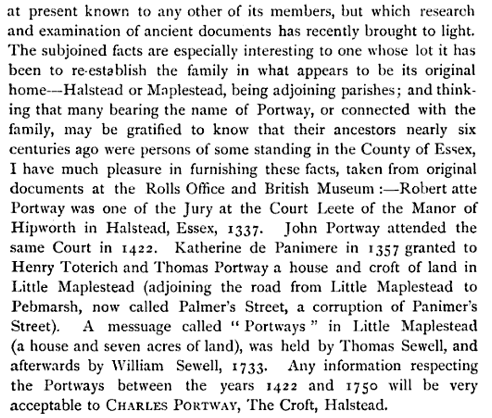 at present known to any other of its members, but which research
and examination of ancient documents has recently brought to light.
The subjoined facts are especially interesting to one whose lot it has
been to re-establish the family in what appears to be its original
home—Halstead or Maplestead, being adjoining parishes; and think-
ing that many bearing the name of Portway, or connected with the
family, may be gratified to know that their ancestors nearly six
centuries ago were persons of some standing in the County of Essex,
I have much pleasure in furnishing these facts, taken from original
documents at the Rolls Office and British Museum :—Robert atte
Portway was one of the Jury at the Court Leete of the Manor of
Hipworth in Halstead, Essex, 1337. John Portway attended the
same Court in 1422. Katherine de Panimere in 1357 granted to
Henry Toterich and Thomas Portway a house and croft of land in
Little Maplestead (adjoining the road from Little Maplestead to
Pebmarsh, now called Palmer's Street, a corruption of Panimer's
Street). A messuage called "Portways" in Little Maplestead
(a house and seven acres of land), was held by Thomas Sewell, and
afterwards by William Sewell, 1733. Any information respecting
the Portways between the years 1422 and 1750 will be very
acceptable to CHARLES PORTWAY, The Croft, Halstead.